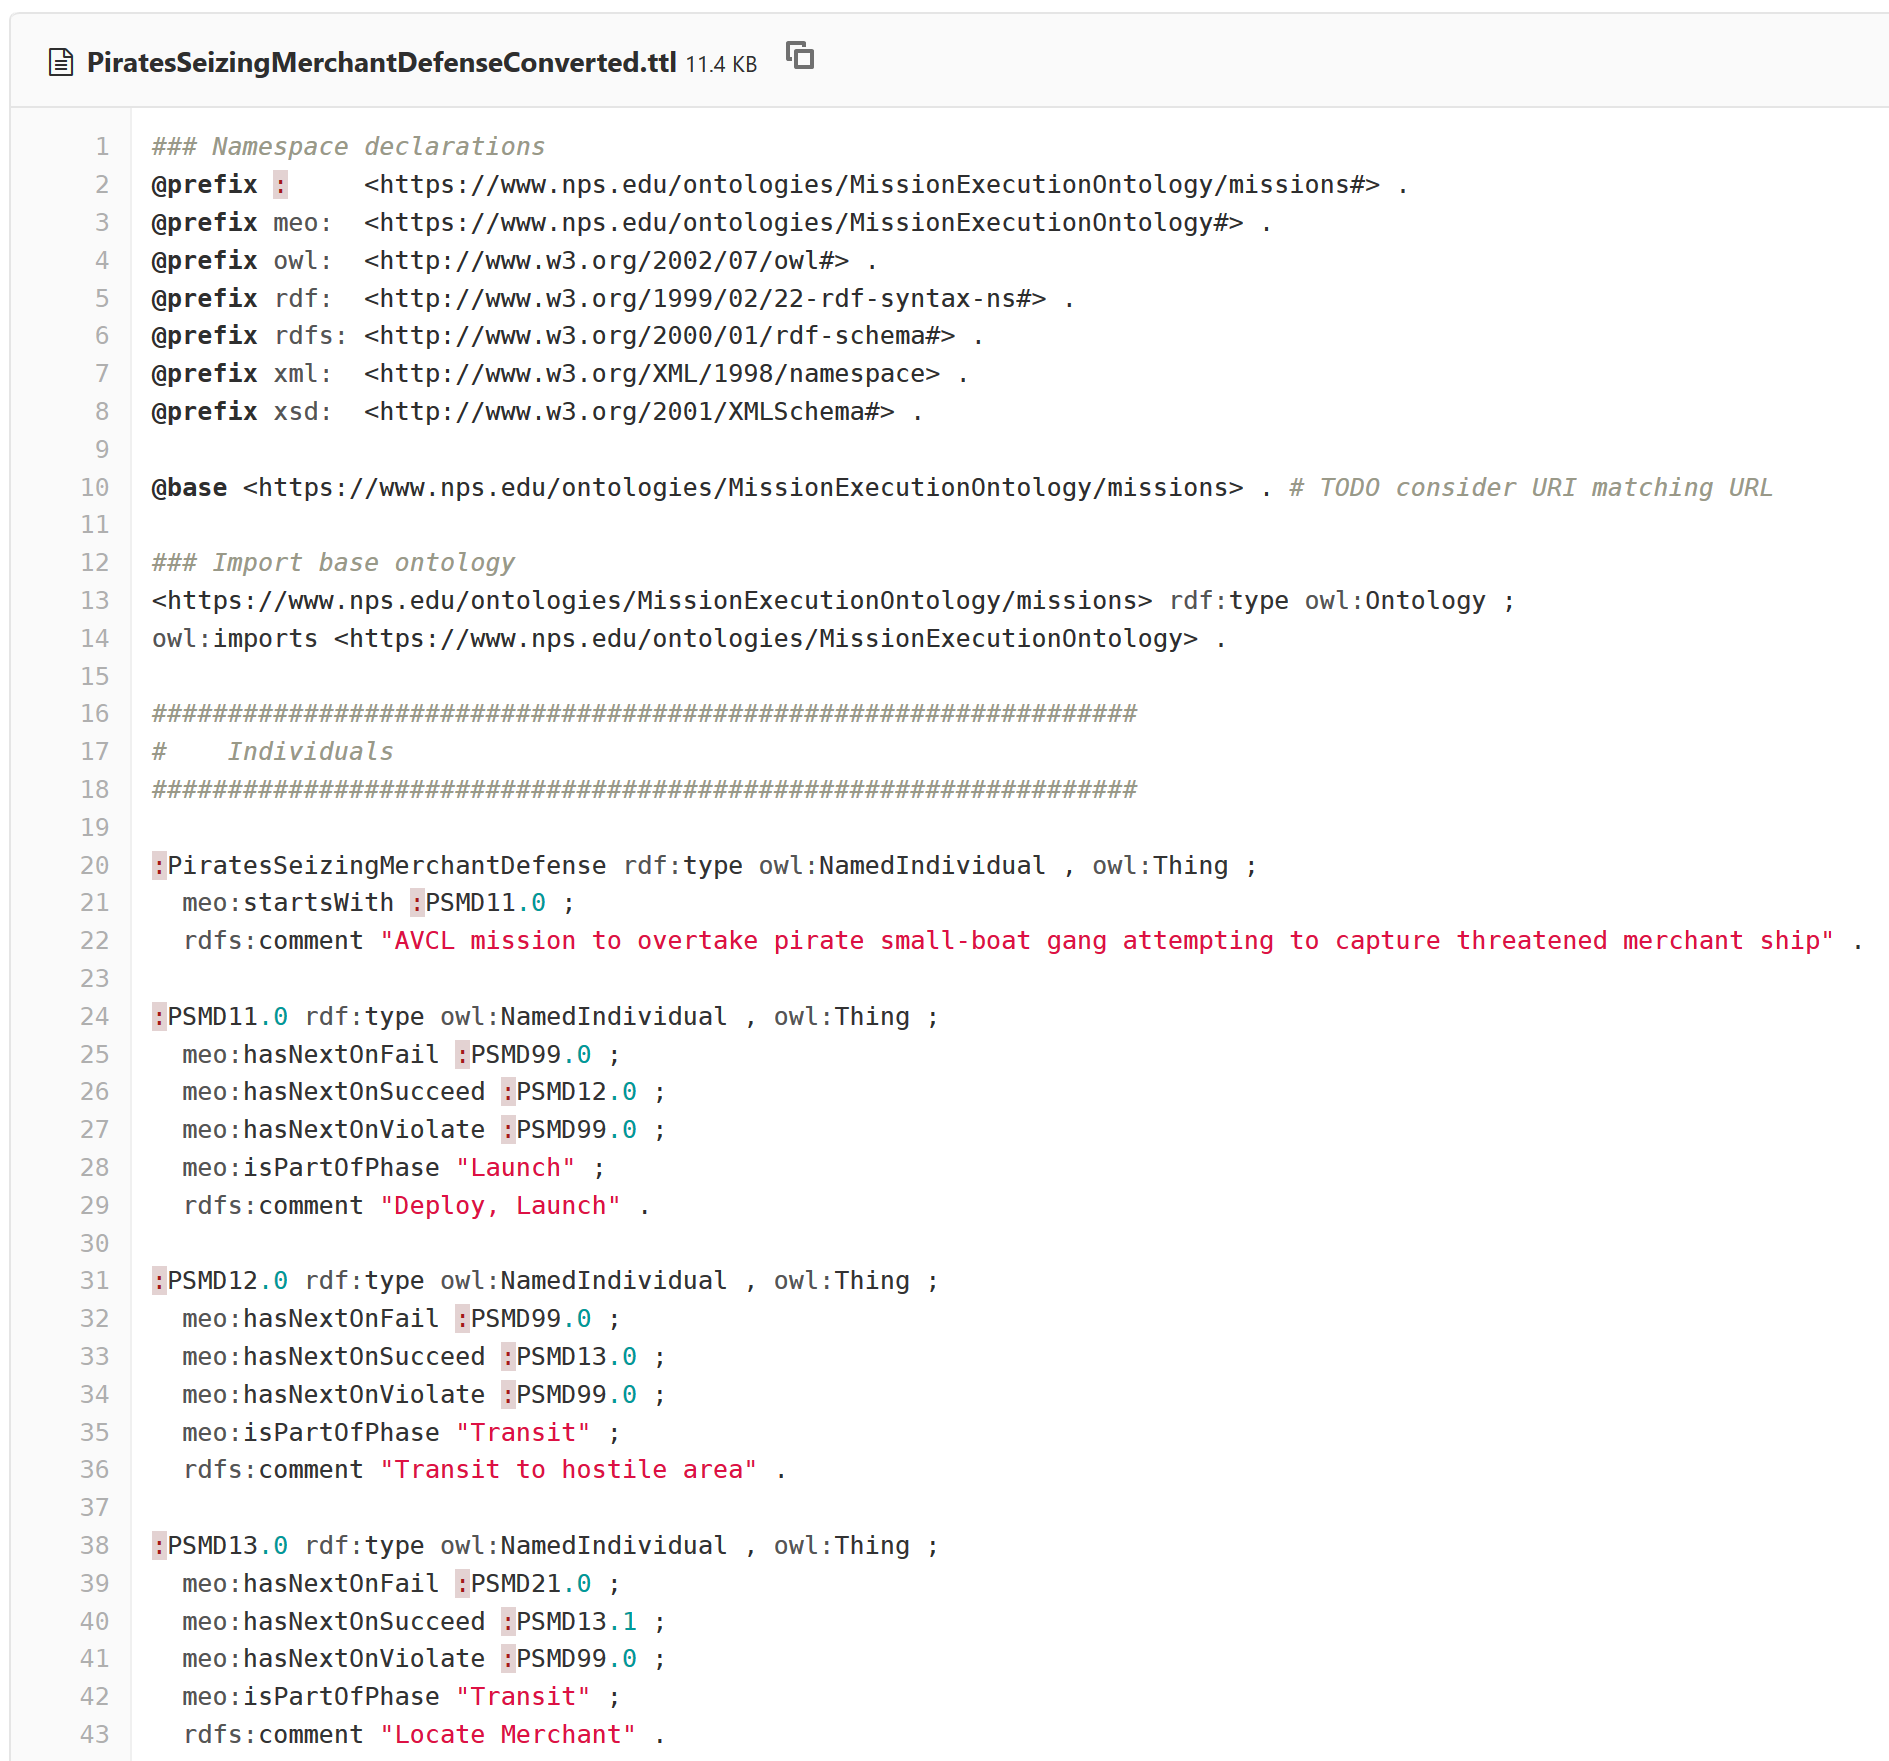 PiratesSeizingMerchantDefenseConverted.ttl 11.4 KB
1 ### Namespace declarations
2 @prefix :     <https://www.nps.edu/ontologies/MissionExecutionOntology/missions#> .
3 @prefix meo:  <https://www.nps.edu/ontologies/MissionExecutionOntology#> .
4 @prefix owl:  <http://www.w3.org/2002/07/owl#> .
5 @prefix rdf:  <http://www.w3.org/1999/02/22-rdf-syntax-ns#> .
6 @prefix rdfs: <http://www.w3.org/2000/01/rdf-schema#> .
7 @prefix xml:  <http://www.w3.org/XML/1998/namespace> .
8 @prefix xsd:  <http://www.w3.org/2001/XMLSchema#> .
9
10 @base <https://www.nps.edu/ontologies/MissionExecutionOntology/missions> . # TODO consider URI matching URL
11
12 ### Import base ontology
13 <https://www.nps.edu/ontologies/MissionExecutionOntology/missions> rdf:type owl:Ontology ;
14 owl:imports <https://www.nps.edu/ontologies/MissionExecutionOntology> .
15
16 #################################################################
17 #    Individuals
18 #################################################################
19
20 :PiratesSeizingMerchantDefense rdf:type owl:NamedIndividual , owl:Thing ;
21   meo:startsWith :PSMD11.0 ;
22   rdfs:comment "AVCL mission to overtake pirate small-boat gang attempting to capture threatened merchant ship" .
23
24 :PSMD11.0 rdf:type owl:NamedIndividual , owl:Thing ;
25   meo:hasNextOnFail :PSMD99.0 ;
26   meo:hasNextOnSucceed :PSMD12.0 ;
27   meo:hasNextOnViolate :PSMD99.0 ;
28   meo:isPartOfPhase "Launch" ;
29   rdfs:comment "Deploy, Launch" .
30
31 :PSMD12.0 rdf:type owl:NamedIndividual , owl:Thing ;
32   meo:hasNextOnFail :PSMD99.0 ;
33   meo:hasNextOnSucceed :PSMD13.0 ;
34   meo:hasNextOnViolate :PSMD99.0 ;
35   meo:isPartOfPhase "Transit" ;
36   rdfs:comment "Transit to hostile area" .
37
38 :PSMD13.0 rdf:type owl:NamedIndividual , owl:Thing ;
39   meo:hasNextOnFail :PSMD21.0 ;
40   meo:hasNextOnSucceed :PSMD13.1 ;
41   meo:hasNextOnViolate :PSMD99.0 ;
42   meo:isPartOfPhase "Transit" ;
43   rdfs:comment "Locate Merchant" .